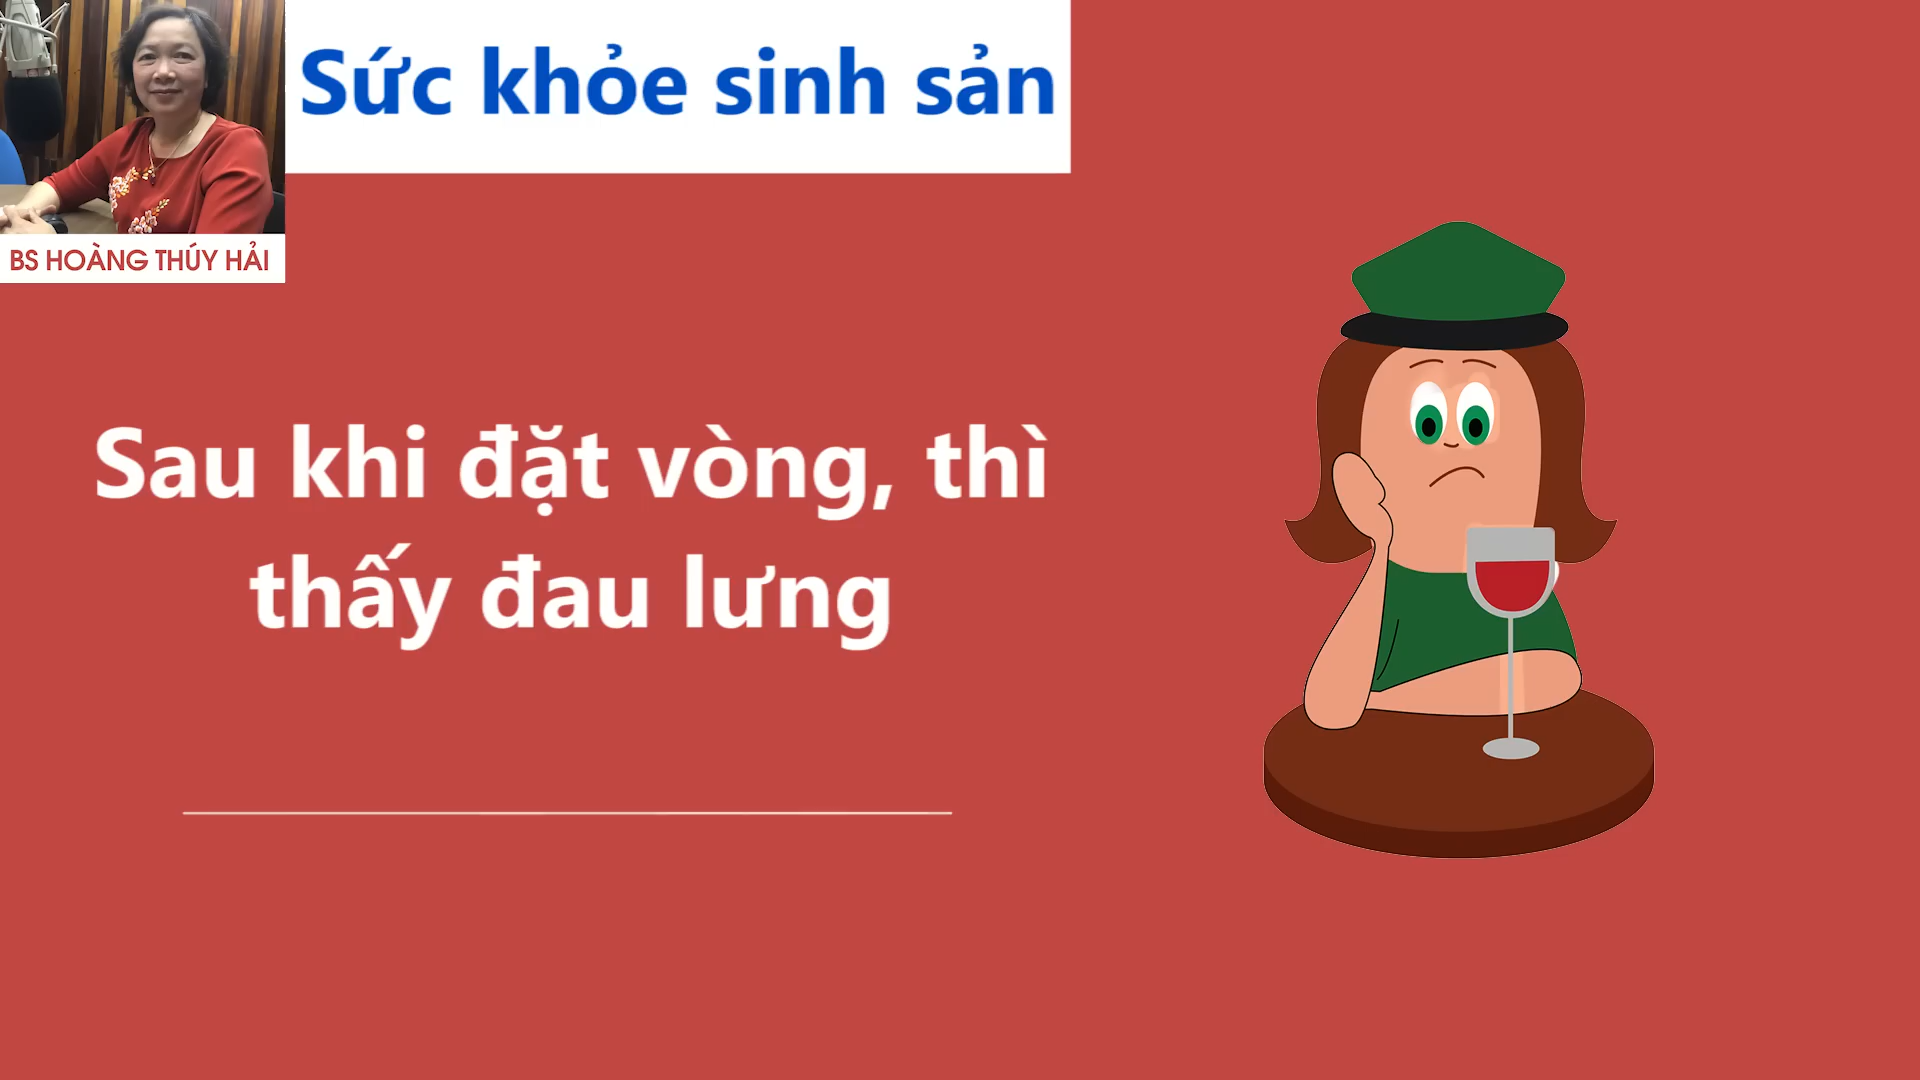 Sức khỏe sinh sản
BS HOÀNG THÚY HẢI
Sau khi đặt vòng, thì
thấy đau lưng